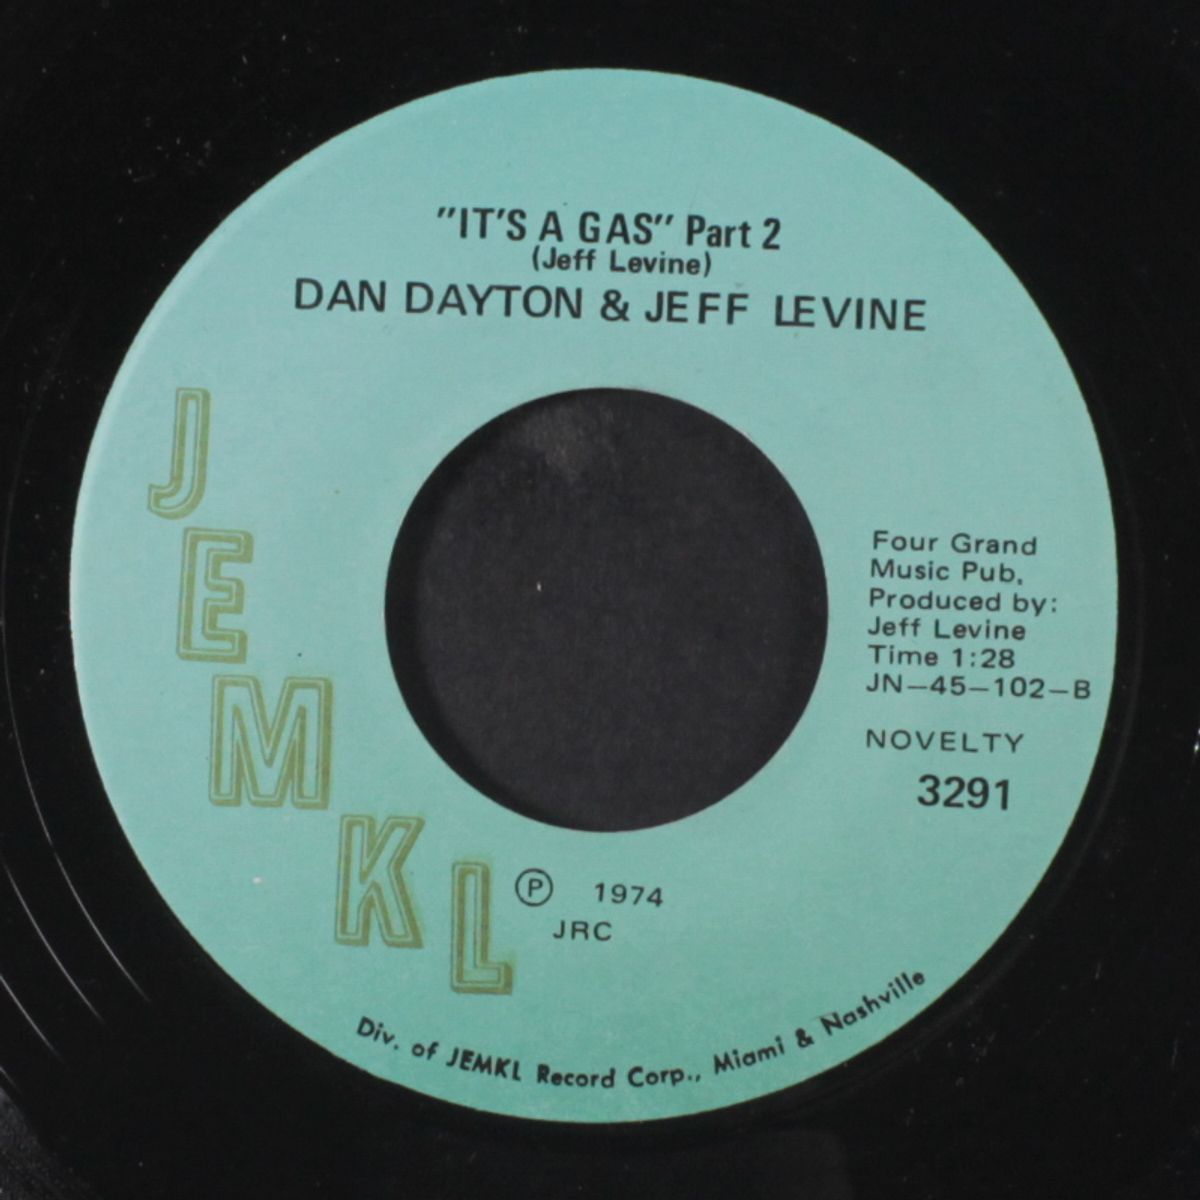 "IT'S A GAS" Part 2
(Jeff Levine)
DAN DAYTON & JEFF LEVINE
JEMKL
Four Grand
Music Pub.
Produced by:
Jeff Levine
Time 1:28
JN-45-102-B
NOVELTY
3291
Ⓟ 1974
JRC
Div. of JEMKL Record Corp., Miami & Nashville